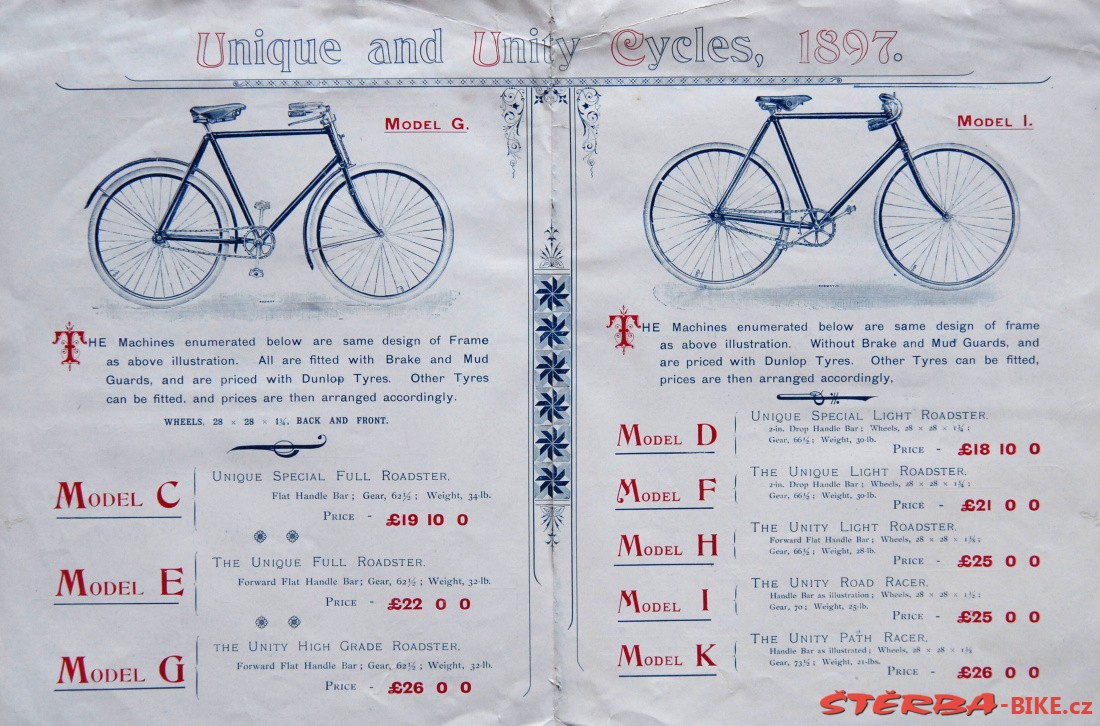 Unique and Unity Cycles, 1897.
MODEL G.
THE Machines enumerated below are same design of Frame
as above illustration. All are fitted with Brake and Mud
Guards, and are priced with Dunlop Tyres. Other Tyres
can be fitted, and prices are then arranged accordingly.
WHEELS, 28 × 28 × 1¾, BACK AND FRONT.
MODEL C
UNIQUE SPECIAL FULL ROADSTER,
Flat Handle Bar; Gear, 62½; Weight, 34-lb.
PRICE - £19 10 0
MODEL E
THE UNIQUE FULL ROADSTER,
Forward Flat Handle Bar; Gear, 62½; Weight, 32-lb.
PRICE - £22 0 0
MODEL G
THE UNITY HIGH GRADE ROADSTER,
Forward Flat Handle Bar; Gear, 62½; Weight, 32-lb.
PRICE - £26 0 0
MODEL I.
THE Machines enumerated below are same design of frame
as above illustration. Without Brake and Mud Guards, and
are priced with Dunlop Tyres. Other Tyres can be fitted,
prices are then arranged accordingly,
MODEL D
UNIQUE SPECIAL LIGHT ROADSTER.
2-in. Drop Handle Bar; Wheels, 28 × 28 × 1¾;
Gear, 66½; Weight, 30-lb.
PRICE - £18 10 0
MODEL F
THE UNIQUE LIGHT ROADSTER.
2-in. Drop Handle Bar; Wheels, 28 × 28 × 1¾;
Gear, 66½; Weight, 30-lb.
PRICE - £21 0 0
MODEL H
THE UNITY LIGHT ROADSTER.
Forward Flat Handle Bar; Wheels, 28 × 28 × 1¾;
Gear, 66½; Weight, 28-lb.
PRICE - £25 0 0
MODEL I
THE UNITY ROAD RACER,
Handle Bar as illustration; Wheels, 28 × 28 × 1½;
Gear, 70; Weight, 25-lb.
PRICE - £25 0 0
MODEL K
THE UNITY PATH RACER,
Handle Bar as illustrated; Wheels, 28 × 28 × 1¾
Gear, 73½; Weight, 21-lbs.
PRICE - £26 0 0
ŠTĔRBA-BIKE.cz